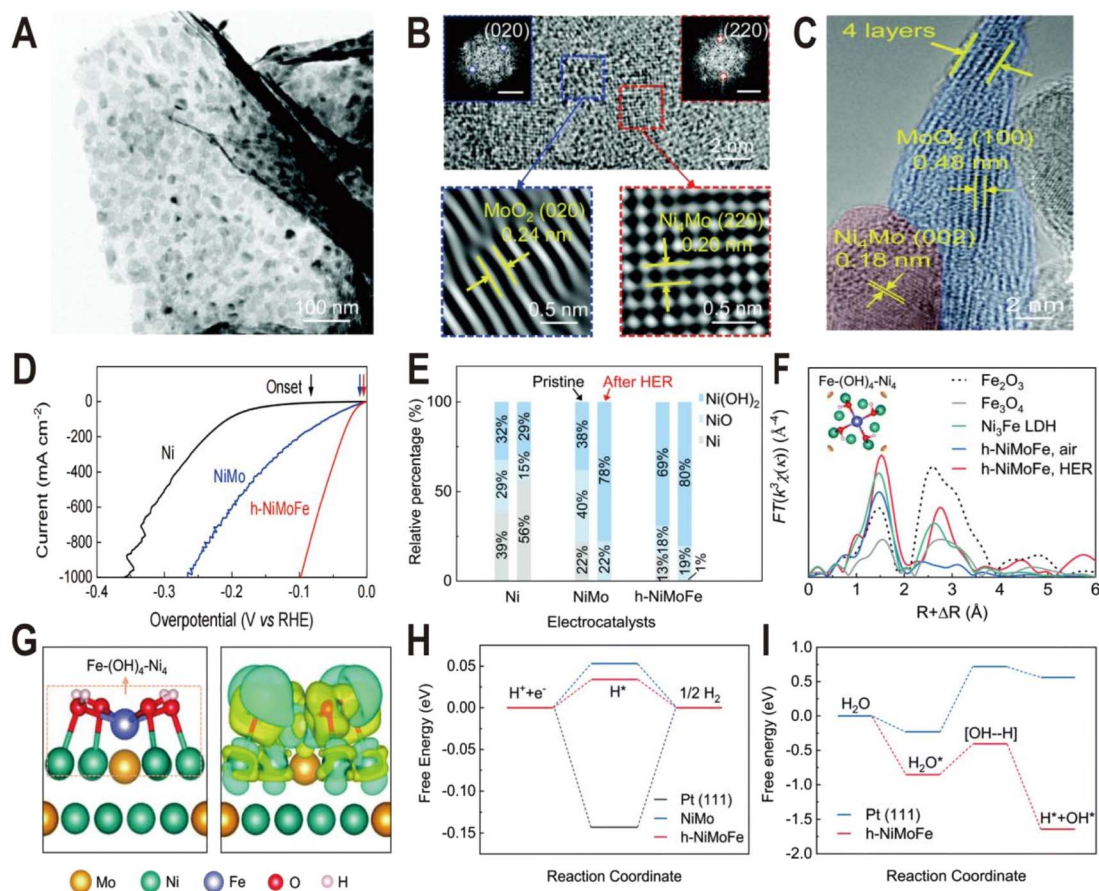 A
100 nm
B
(020)
(220)
2 nm
MoO₂ (020)
0.24 nm
0.5 nm
Ni₄Mo (220)
0.20 nm
0.5 nm
C
4 layers
MoO₂ (100)
0.48 nm
Ni₄Mo (002)
0.18 nm
2 nm
D
Onset
0
-200
-400
-600
-800
-1000
Ni
NiMo
h-NiMoFe
-0.4
-0.3
-0.2
-0.1
0.0
Current (mA cm⁻²)
Overpotential (V vs RHE)
E
Pristine
After HER
100
80
60
40
20
0
Relative percentage (%)
32%
29%
39%
29%
15%
56%
38%
40%
22%
78%
22%
69%
18%
13%
80%
19%
1%
Ni(OH)₂
NiO
Ni
Ni
NiMo
h-NiMoFe
Electrocatalysts
F
Fe-(OH)₄-Ni₄
Fe₂O₃
Fe₃O₄
Ni₃Fe LDH
h-NiMoFe, air
h-NiMoFe, HER
FT(k³χ(κ)) (Å⁻⁴)
0
1
2
3
4
5
6
R+ΔR (Å)
G
Fe-(OH)₄-Ni₄
Mo
Ni
Fe
O
H
H
0.05
0.00
-0.05
-0.10
-0.15
Free Energy (eV)
H⁺+e⁻
H*
1/2 H₂
Pt (111)
NiMo
h-NiMoFe
Reaction Coordinate
I
1.0
0.5
0.0
-0.5
-1.0
-1.5
-2.0
Free energy (eV)
H₂O
H₂O*
[OH--H]
H*+OH*
Pt (111)
h-NiMoFe
Reaction Coordinate